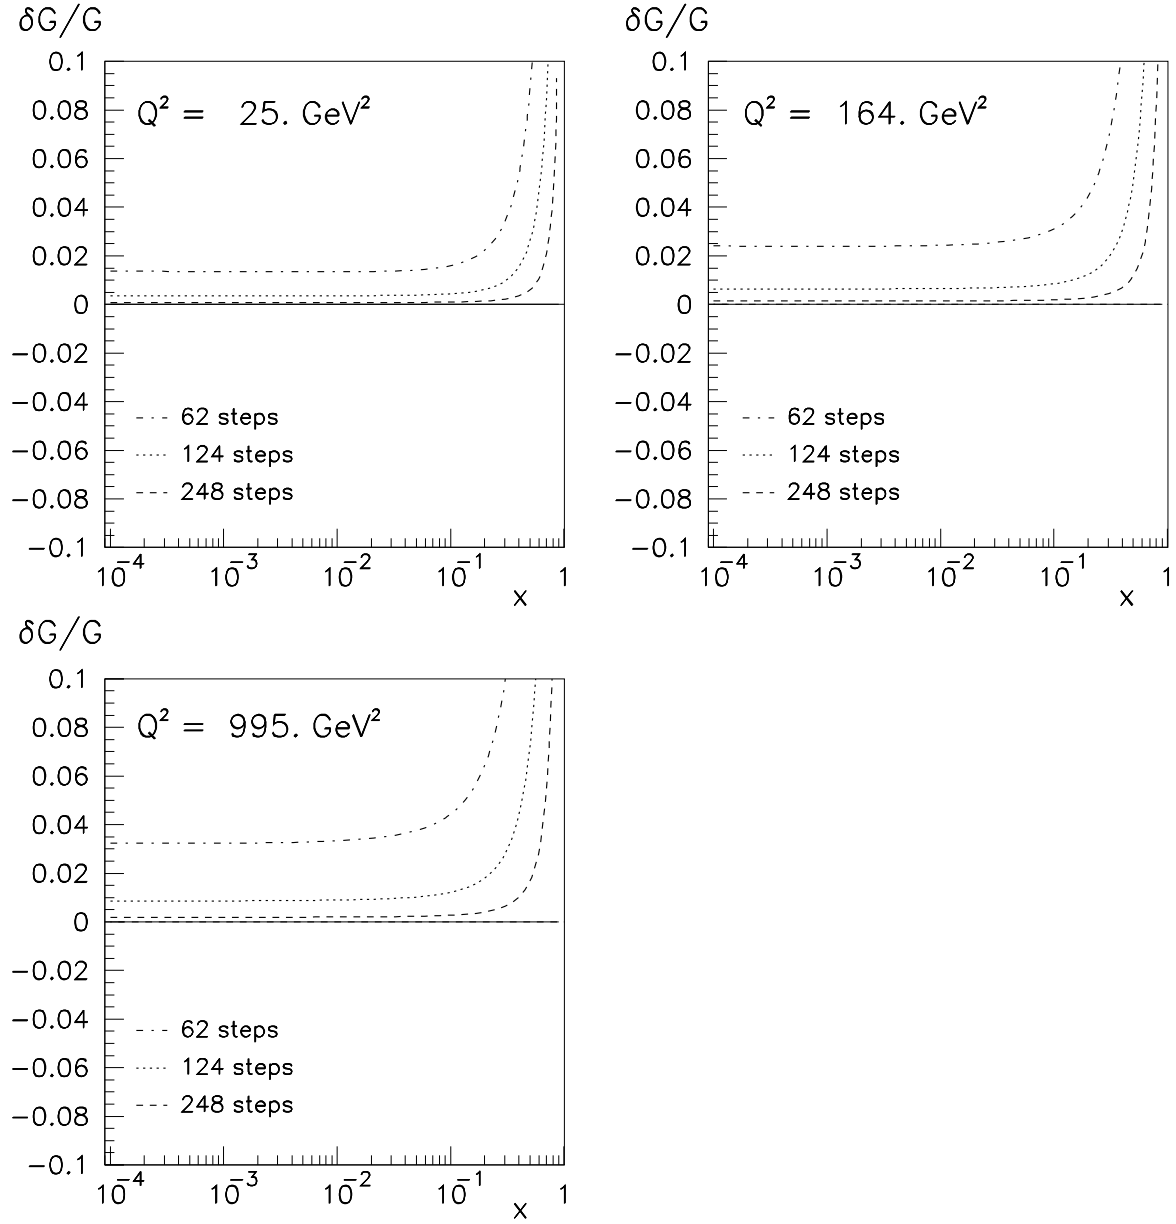 δG/G
0.1
0.08
0.06
0.04
0.02
0
−0.02
−0.04
−0.06
−0.08
−0.1
Q² = 25. GeV²
62 steps
124 steps
248 steps
10⁻⁴ 10⁻³ 10⁻² 10⁻¹ 1
x
δG/G
0.1
0.08
0.06
0.04
0.02
0
−0.02
−0.04
−0.06
−0.08
−0.1
Q² = 164. GeV²
62 steps
124 steps
248 steps
10⁻⁴ 10⁻³ 10⁻² 10⁻¹ 1
x
δG/G
0.1
0.08
0.06
0.04
0.02
0
−0.02
−0.04
−0.06
−0.08
−0.1
Q² = 995. GeV²
62 steps
124 steps
248 steps
10⁻⁴ 10⁻³ 10⁻² 10⁻¹ 1
x